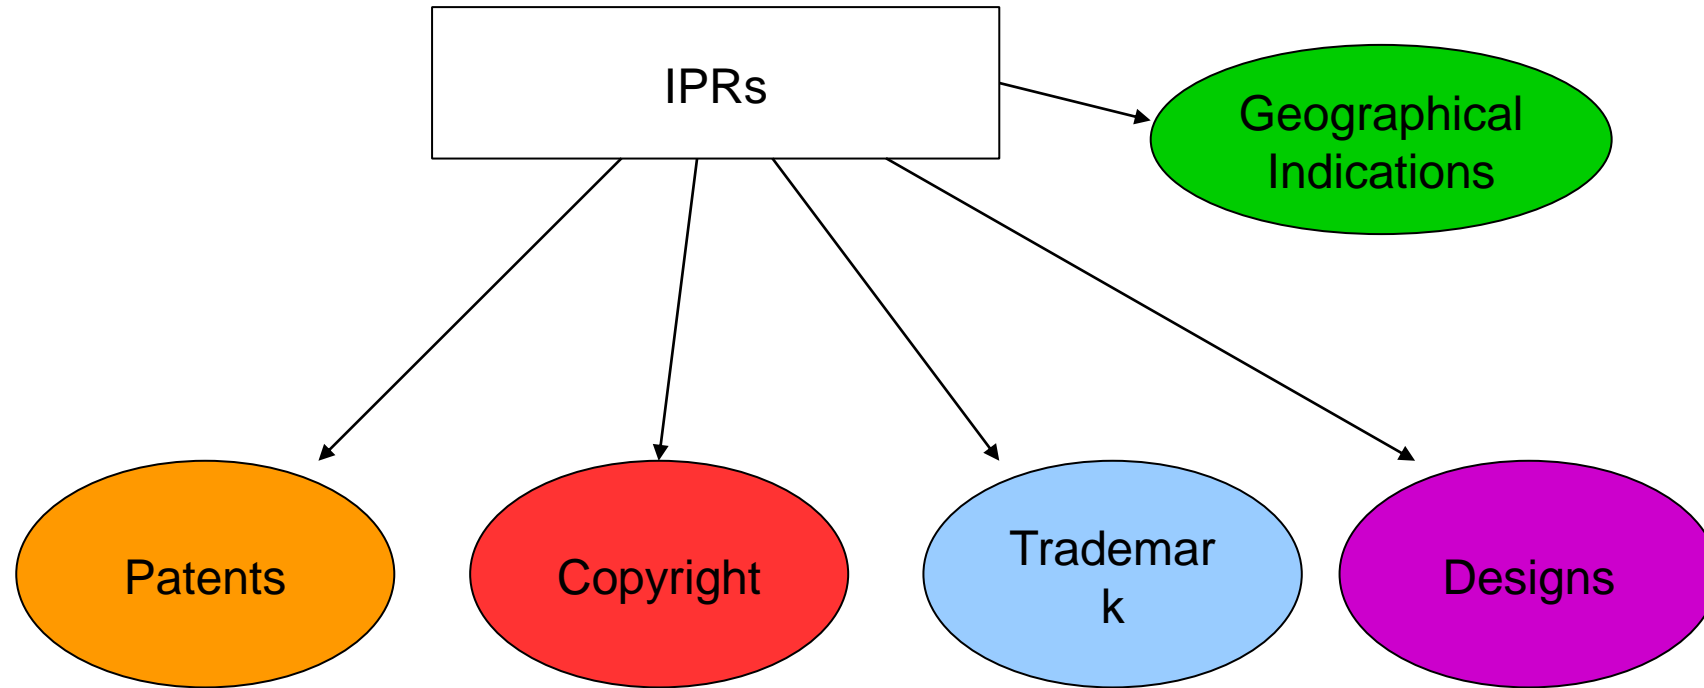 IPRs
Geographical
Indications
Patents
Copyright
Trademar
k
Designs